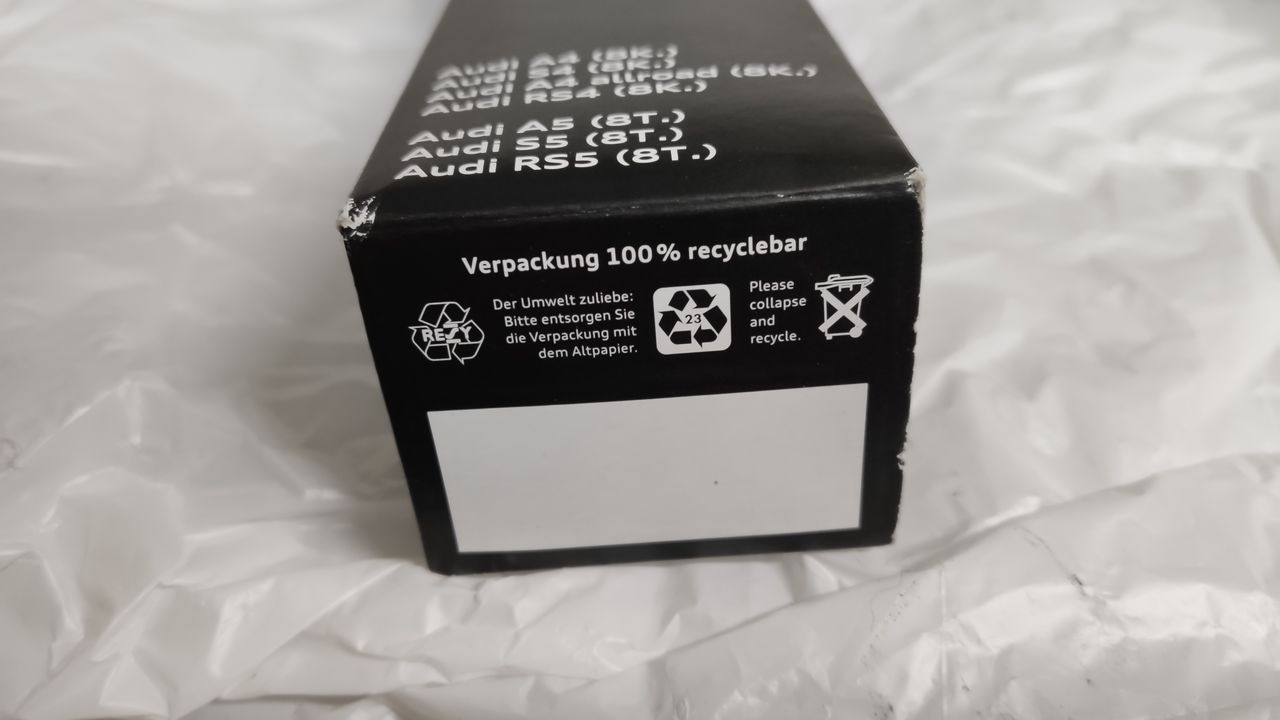 Audi A4 (8K.)
Audi S4 (8K.)
Audi A4 allroad (8K.)
Audi RS4 (8K.)
Audi A5 (8T.)
Audi S5 (8T.)
Audi RS5 (8T.)
Verpackung 100% recyclebar
RESY
Der Umwelt zuliebe:
Bitte entsorgen Sie
die Verpackung mit
dem Altpapier.
23
Please
collapse
and
recycle.